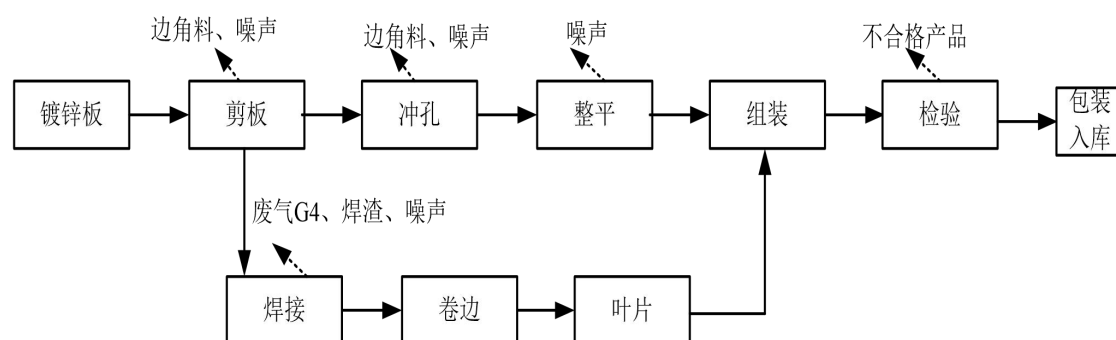 边角料、噪声
边角料、噪声
噪声
不合格产品
镀锌板
剪板
冲孔
整平
组装
检验
包装
入库
废气G4、焊渣、噪声
焊接
卷边
叶片